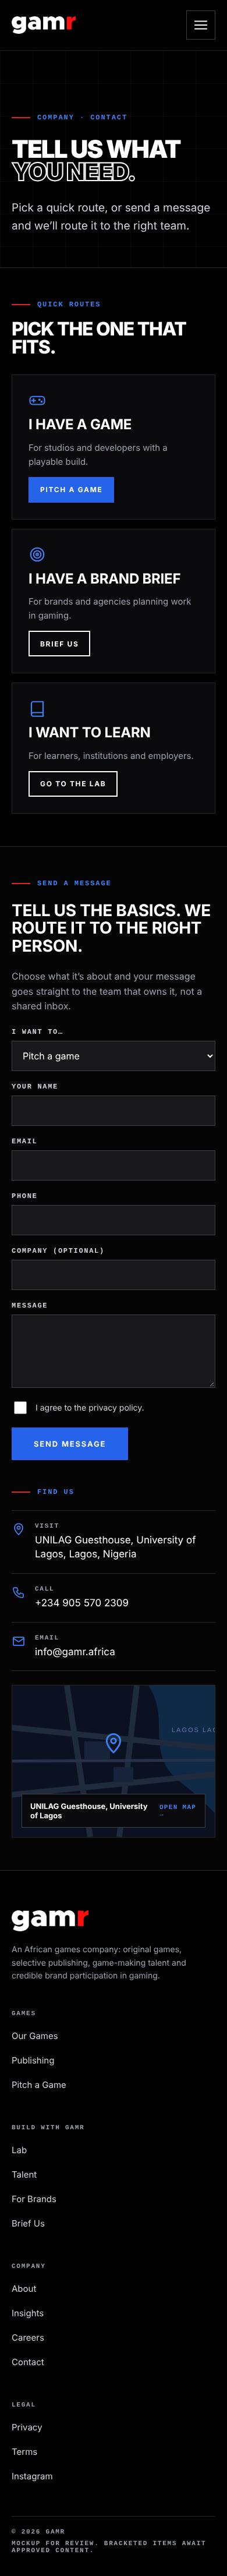 gamr
COMPANY · CONTACT
TELL US WHAT
YOU NEED.
Pick a quick route, or send a message
and we’ll route it to the right team.
QUICK ROUTES
PICK THE ONE THAT
FITS.
I HAVE A GAME
For studios and developers with a
playable build.
PITCH A GAME
I HAVE A BRAND BRIEF
For brands and agencies planning work
in gaming.
BRIEF US
I WANT TO LEARN
For learners, institutions and employers.
GO TO THE LAB
SEND A MESSAGE
TELL US THE BASICS. WE
ROUTE IT TO THE RIGHT
PERSON.
Choose what it’s about and your message
goes straight to the team that owns it, not a
shared inbox.
I WANT TO…
Pitch a game
YOUR NAME
EMAIL
PHONE
COMPANY (OPTIONAL)
MESSAGE
I agree to the privacy policy.
SEND MESSAGE
FIND US
VISIT
UNILAG Guesthouse, University of
Lagos, Lagos, Nigeria
CALL
+234 905 570 2309
EMAIL
info@gamr.africa
LAGOS LAG
UNILAG Guesthouse, University
of Lagos
OPEN MAP
→
gamr
An African games company: original games,
selective publishing, game-making talent and
credible brand participation in gaming.
GAMES
Our Games
Publishing
Pitch a Game
BUILD WITH GAMR
Lab
Talent
For Brands
Brief Us
COMPANY
About
Insights
Careers
Contact
LEGAL
Privacy
Terms
Instagram
© 2026 GAMR
MOCKUP FOR REVIEW. BRACKETED ITEMS AWAIT
APPROVED CONTENT.